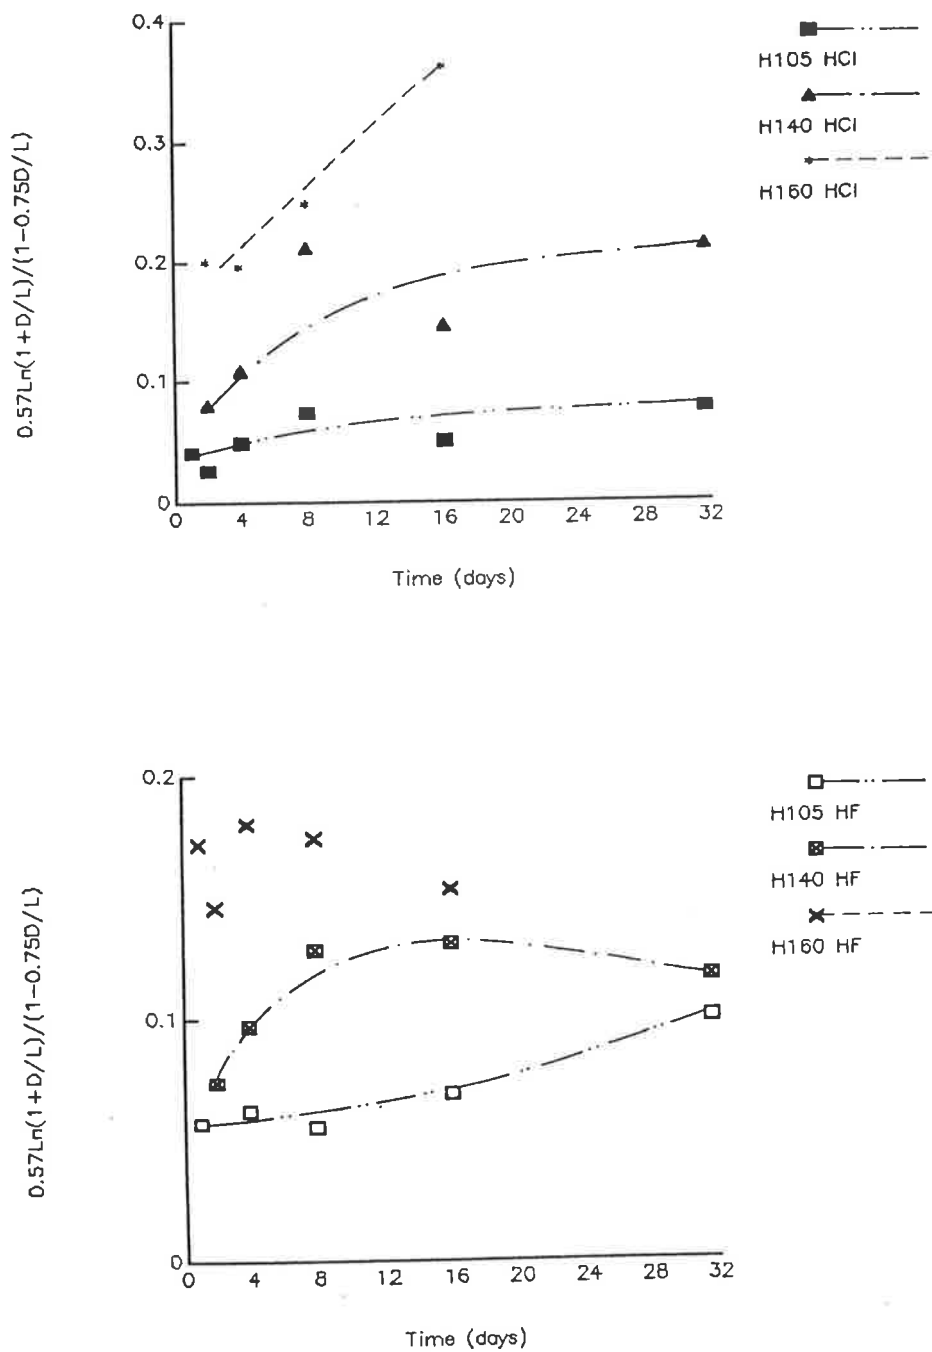 0.4
0.3
0.2
0.1
0
0.57Ln(1+D/L)/(1-0.75D/L)
0 4 8 12 16 20 24 28 32
Time (days)
H105 HCl
H140 HCl
H160 HCl
0.2
0.1
0
0.57Ln(1+D/L)/(1-0.75D/L)
0 4 8 12 16 20 24 28 32
Time (days)
H105 HF
H140 HF
H160 HF